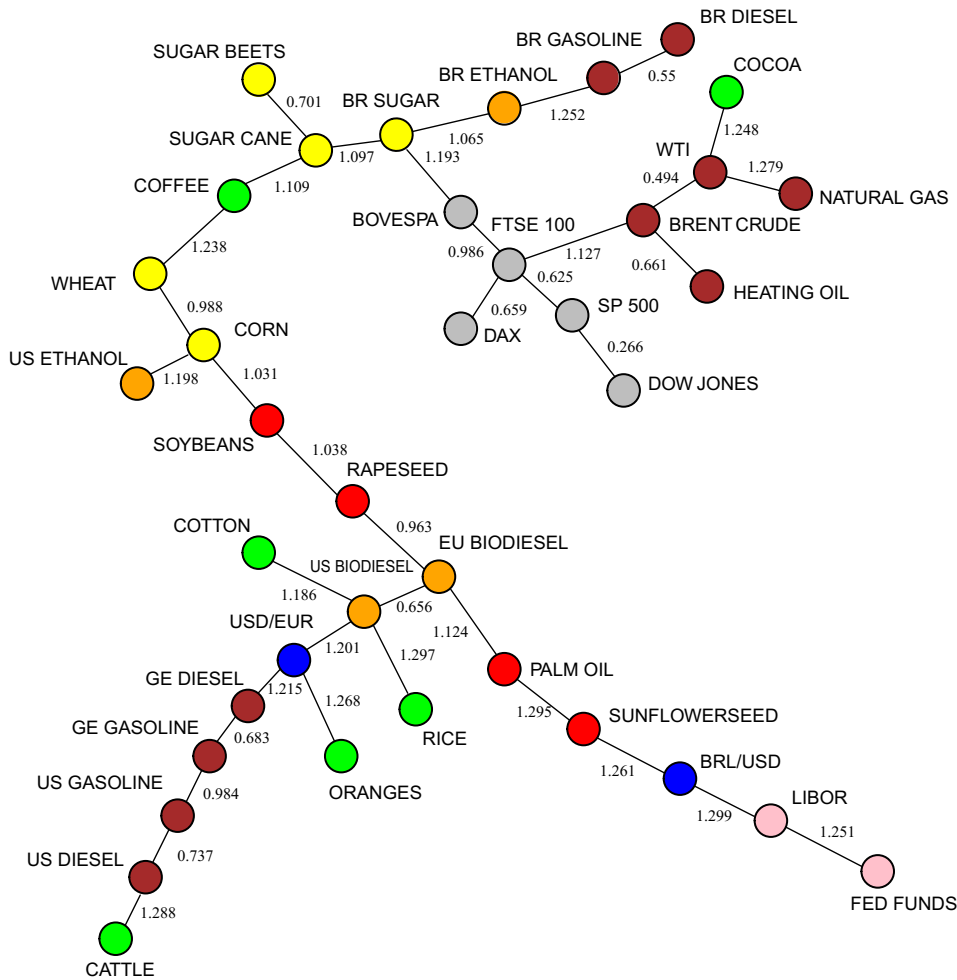 BR DIESEL
SUGAR BEETS
BR GASOLINE
BR ETHANOL
COCOA
0.55
0.701
BR SUGAR
1.252
SUGAR CANE
1.065
1.248
WTI
1.097
1.193
1.279
COFFEE
1.109
0.494
NATURAL GAS
BOVESPA
FTSE 100
BRENT CRUDE
1.238
0.986
1.127
0.661
WHEAT
0.625
HEATING OIL
0.988
SP 500
0.659
CORN
DAX
US ETHANOL
0.266
1.198
1.031
DOW JONES
SOYBEANS
1.038
RAPESEED
0.963
COTTON
EU BIODIESEL
US BIODIESEL
1.186
0.656
USD/EUR
1.124
1.201
1.297
PALM OIL
GE DIESEL
1.215
1.268
1.295
SUNFLOWERSEED
GE GASOLINE
0.683
RICE
BRL/USD
1.261
US GASOLINE
0.984
ORANGES
LIBOR
1.299
0.737
1.251
US DIESEL
FED FUNDS
1.288
CATTLE